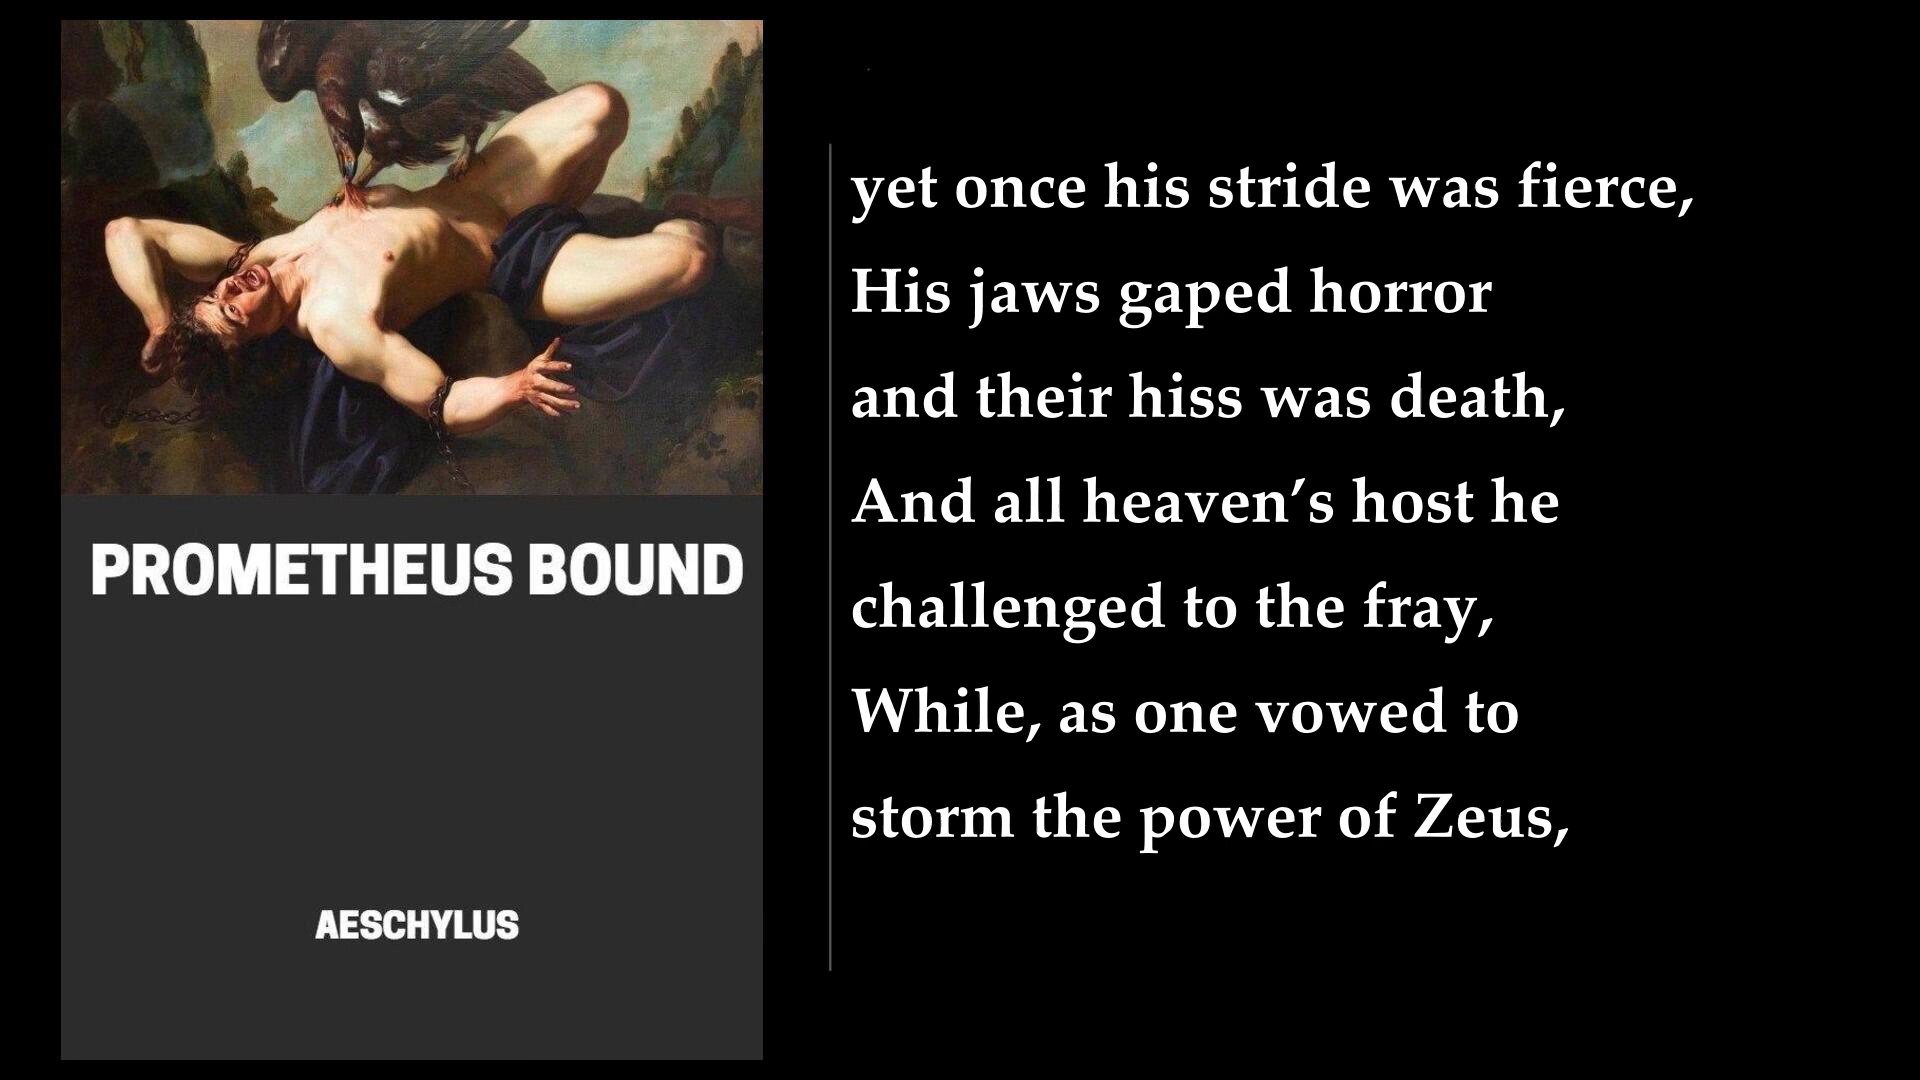 PROMETHEUS BOUND
AESCHYLUS
yet once his stride was fierce,
His jaws gaped horror
and their hiss was death,
And all heaven’s host he
challenged to the fray,
While, as one vowed to
storm the power of Zeus,